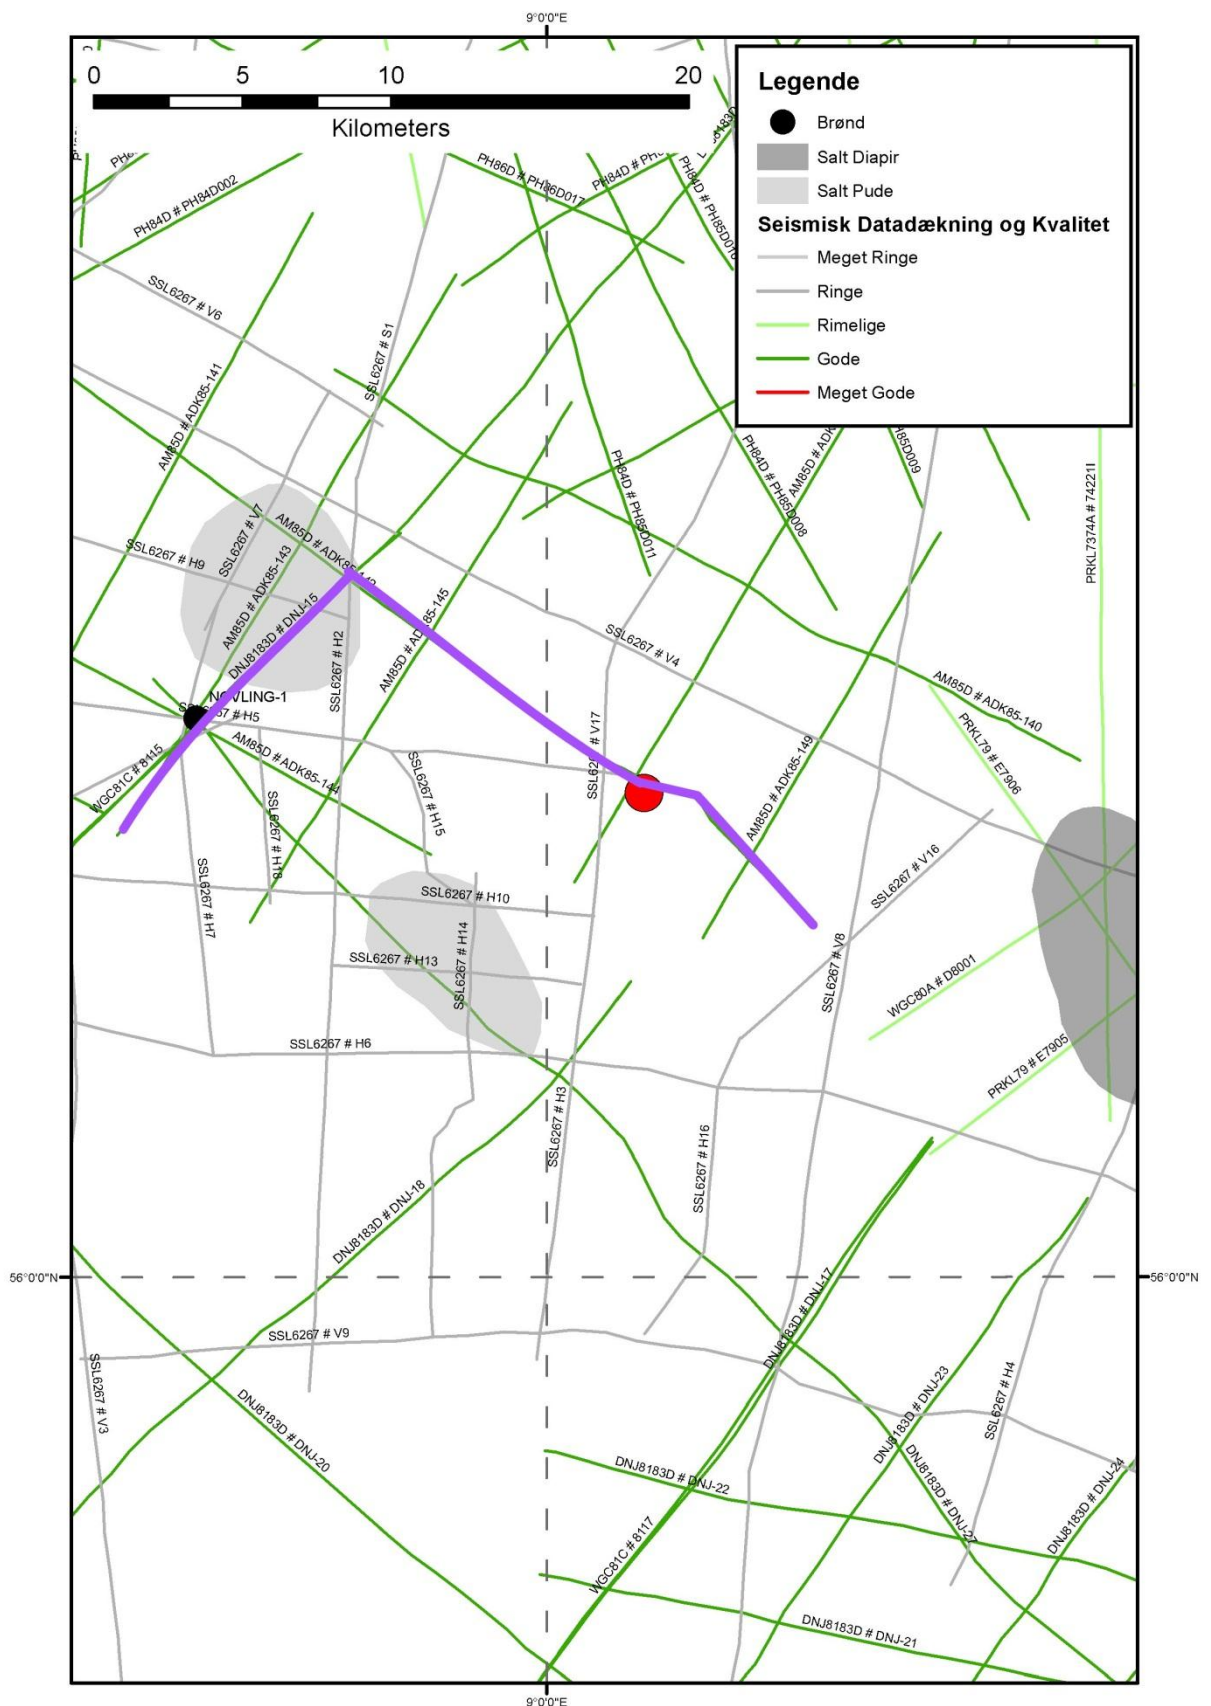 9°0'0"E
0 5 10 20
Kilometers
Legende
Brønd
Salt Diapir
Salt Pude
Seismisk Datadækning og Kvalitet
Meget Ringe
Ringe
Rimelige
Gode
Meget Gode
PH84D # PH84D002
PH86D # PH86D017
PH84D # PH85D016
SSL6267 # V6
SSL6267 # S1
AM85D # ADK85-141
PH84D # PH85D011
PH84D # PH85D008
H85D009
PRKL7374A # 74221I
SSL6267 # V7
SSL6267 # H9
AM85D # ADK85-143
DNJ8183D # DNJ-15
SSL6267 # H2
AM85D # ADK85-145
SSL6267 # V4
NØVLING-1
AM85D # ADK85-140
PRKL79 # E7906
AM85D # ADK85-144
WGC81C # 8115
SSL6267 # H15
AM85D # ADK85-149
SSL6267 # H18
SSL6267 # H7
SSL6267 # H10
SSL6267 # V16
SSL6267 # H14
SSL6267 # H13
SSL6267 # V8
WGC80A # D8001
SSL6267 # H6
PRKL79 # E7905
SSL6267 # H3
SSL6267 # H16
DNJ8183D # DNJ-18
56°0'0"N
56°0'0"N
DNJ8183D # DNJ-17
SSL6267 # V9
SSL6267 # V3
DNJ8183D # DNJ-20
DNJ8183D # DNJ-23
SSL6267 # H4
DNJ8183D # DNJ-22
DNJ8183D # DNJ-27
DNJ8183D # DNJ-24
WGC81C # 8117
DNJ8183D # DNJ-21
9°0'0"E